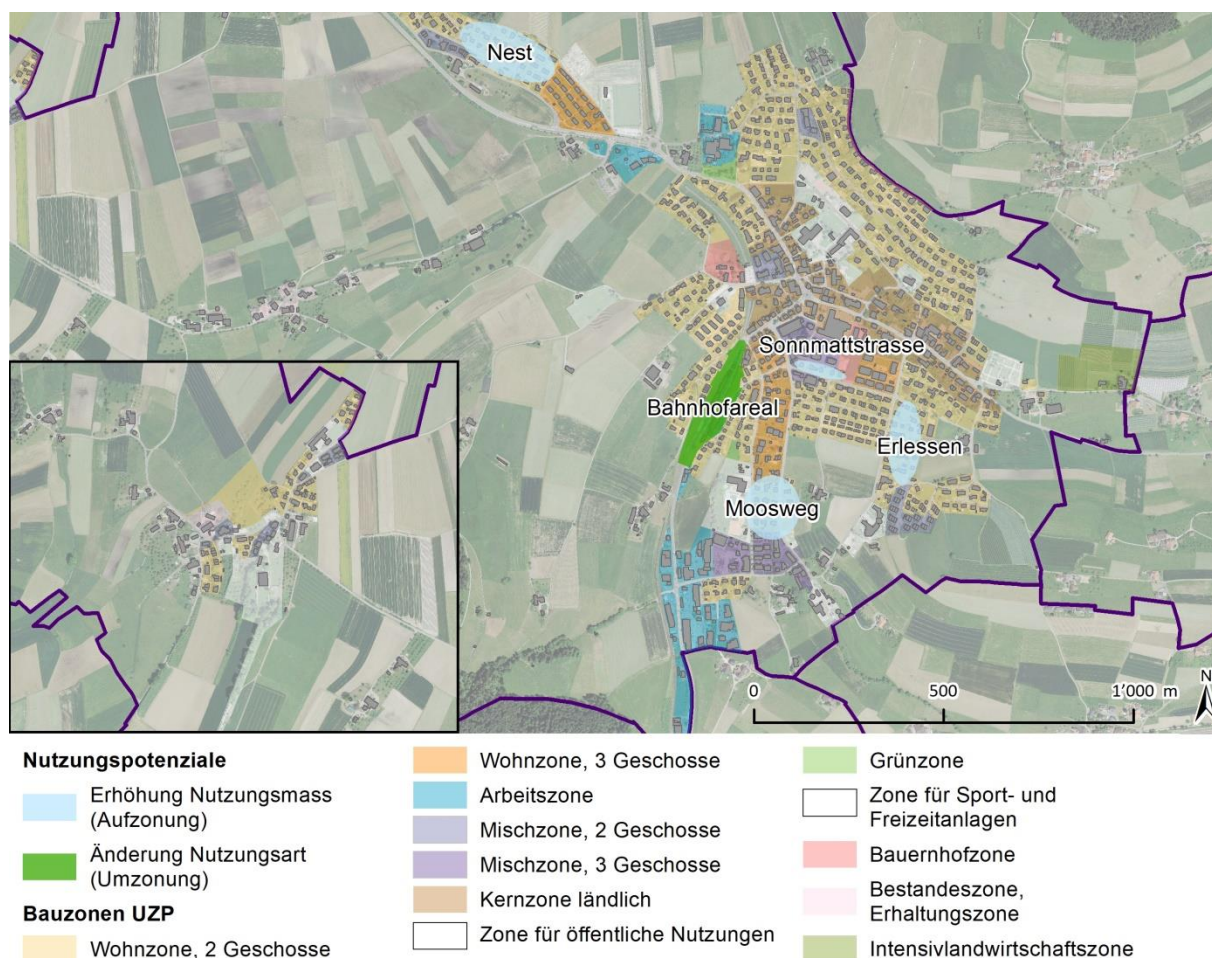 Nest
Sonnmattstrasse
Bahnhofareal
Erlessen
Moosweg
N
0 500 1'000 m
Nutzungspotenziale
Erhöhung Nutzungsmass
(Aufzonung)
Änderung Nutzungsart
(Umzonung)
Bauzonen UZP
Wohnzone, 2 Geschosse
Wohnzone, 3 Geschosse
Arbeitszone
Mischzone, 2 Geschosse
Mischzone, 3 Geschosse
Kernzone ländlich
Zone für öffentliche Nutzungen
Grünzone
Zone für Sport- und
Freizeitanlagen
Bauernhofzone
Bestandeszone,
Erhaltungszone
Intensivlandwirtschaftszone